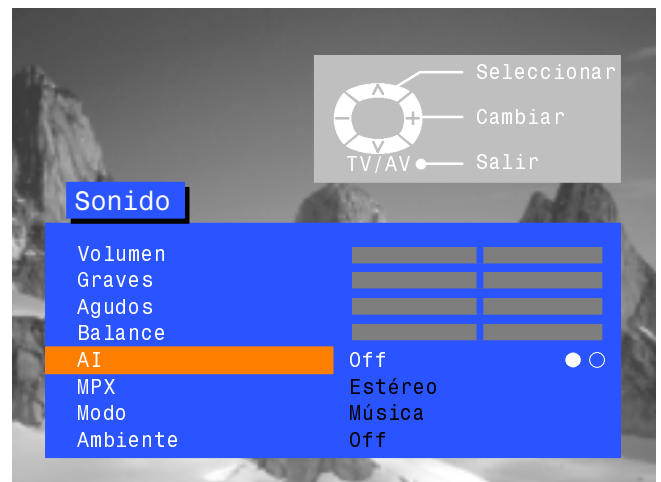 Seleccionar
Cambiar
TV/AV Salir
Sonido
Volumen
Graves
Agudos
Balance
AI Off
MPX Estéreo
Modo Música
Ambiente Off